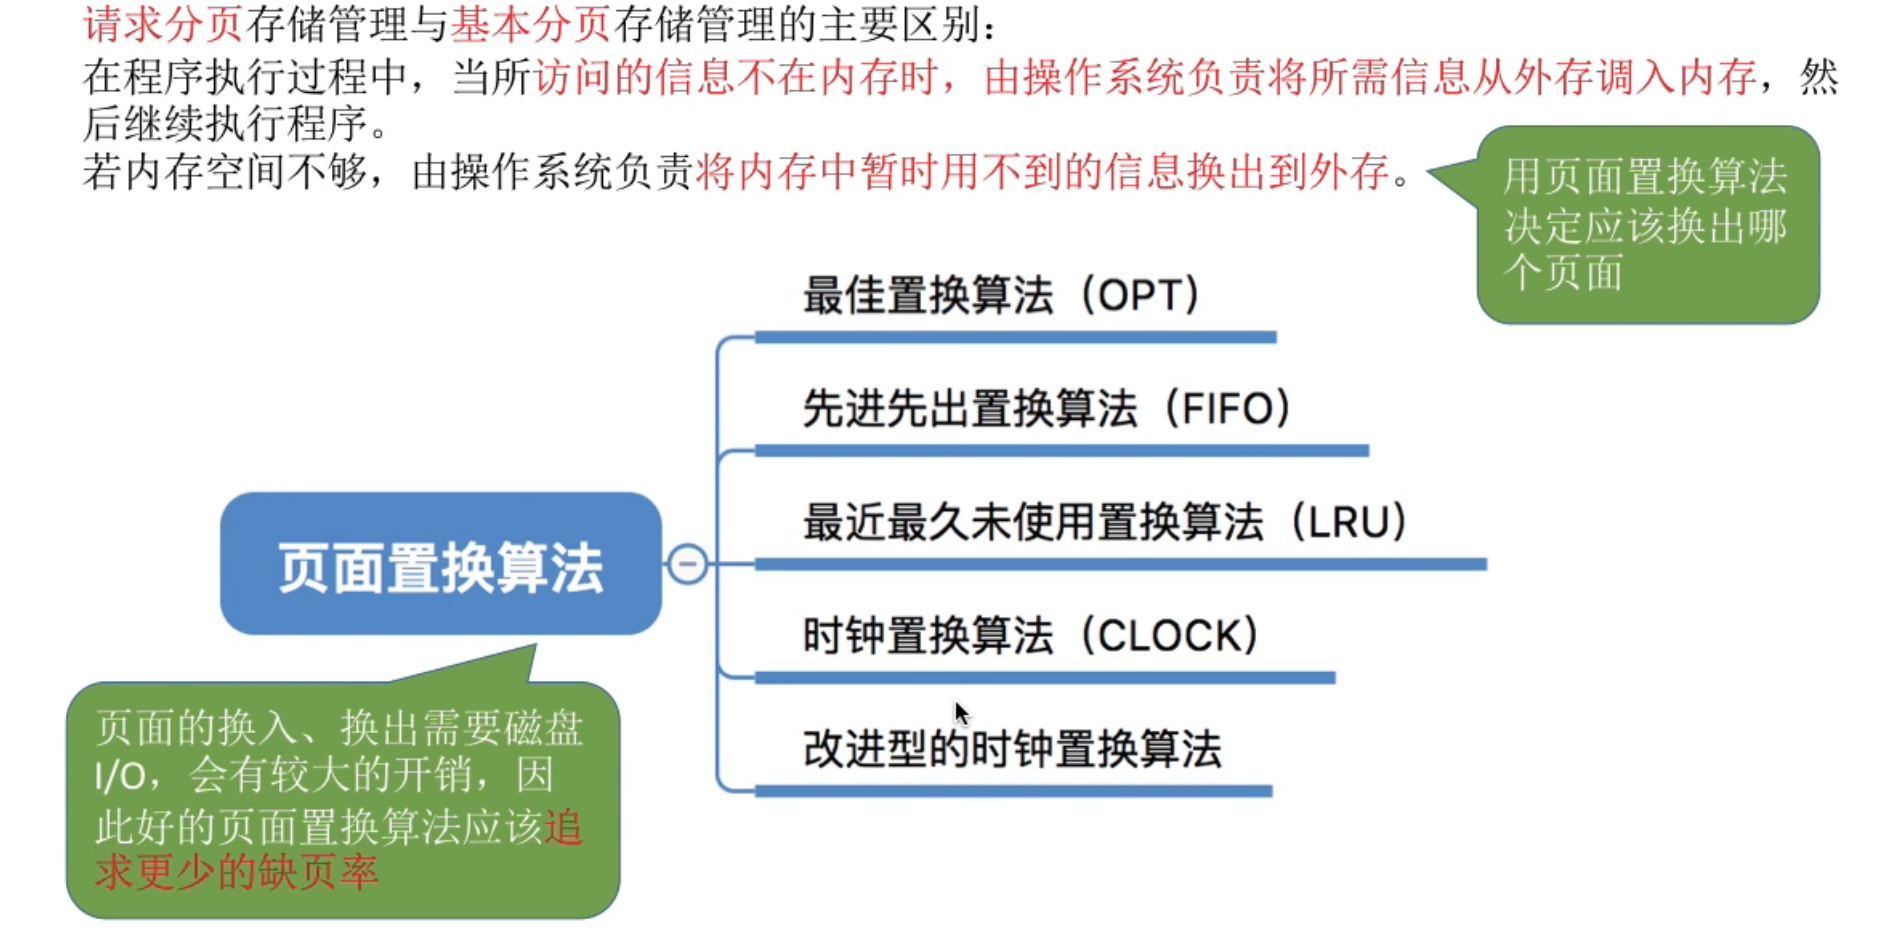 请求分页存储管理与基本分页存储管理的主要区别：
在程序执行过程中，当所访问的信息不在内存时，由操作系统负责将所需信息从外存调入内存，然
后继续执行程序。
若内存空间不够，由操作系统负责将内存中暂时用不到的信息换出到外存。
用页面置换算法
决定应该换出哪
个页面
最佳置换算法（OPT）
先进先出置换算法（FIFO）
最近最久未使用置换算法（LRU）
页面置换算法
时钟置换算法（CLOCK）
改进型的时钟置换算法
页面的换入、换出需要磁盘
I/O，会有较大的开销，因
此好的页面置换算法应该追
求更少的缺页率